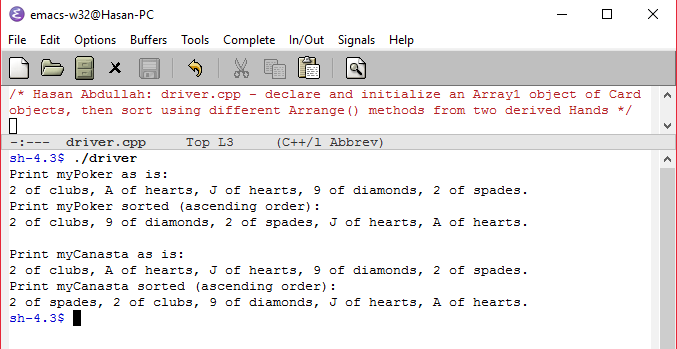 emacs-w32@Hasan-PC
File Edit Options Buffers Tools Complete In/Out Signals Help
/* Hasan Abdullah: driver.cpp - declare and initialize an Array1 object of Card
objects, then sort using different Arrange() methods from two derived Hands */
-:--- driver.cpp Top L3 (C++/l Abbrev)
sh-4.3$ ./driver
Print myPoker as is:
2 of clubs, A of hearts, J of hearts, 9 of diamonds, 2 of spades.
Print myPoker sorted (ascending order):
2 of clubs, 9 of diamonds, 2 of spades, J of hearts, A of hearts.
Print myCanasta as is:
2 of clubs, A of hearts, J of hearts, 9 of diamonds, 2 of spades.
Print myCanasta sorted (ascending order):
2 of spades, 2 of clubs, 9 of diamonds, J of hearts, A of hearts.
sh-4.3$